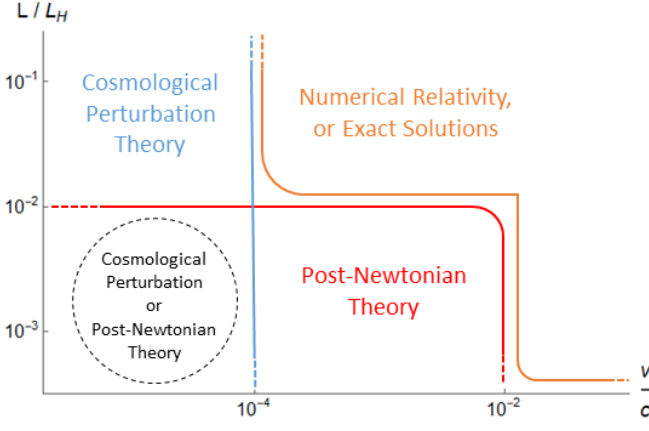 L / L_H
10⁻¹
Cosmological
Perturbation
Theory
Numerical Relativity,
or Exact Solutions
10⁻²
Cosmological
Perturbation
or
Post-Newtonian
Theory
Post-Newtonian
Theory
10⁻³
10⁻⁴
10⁻²
v
c